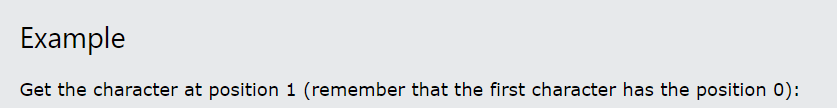 Example
Get the character at position 1 (remember that the first character has the position 0):